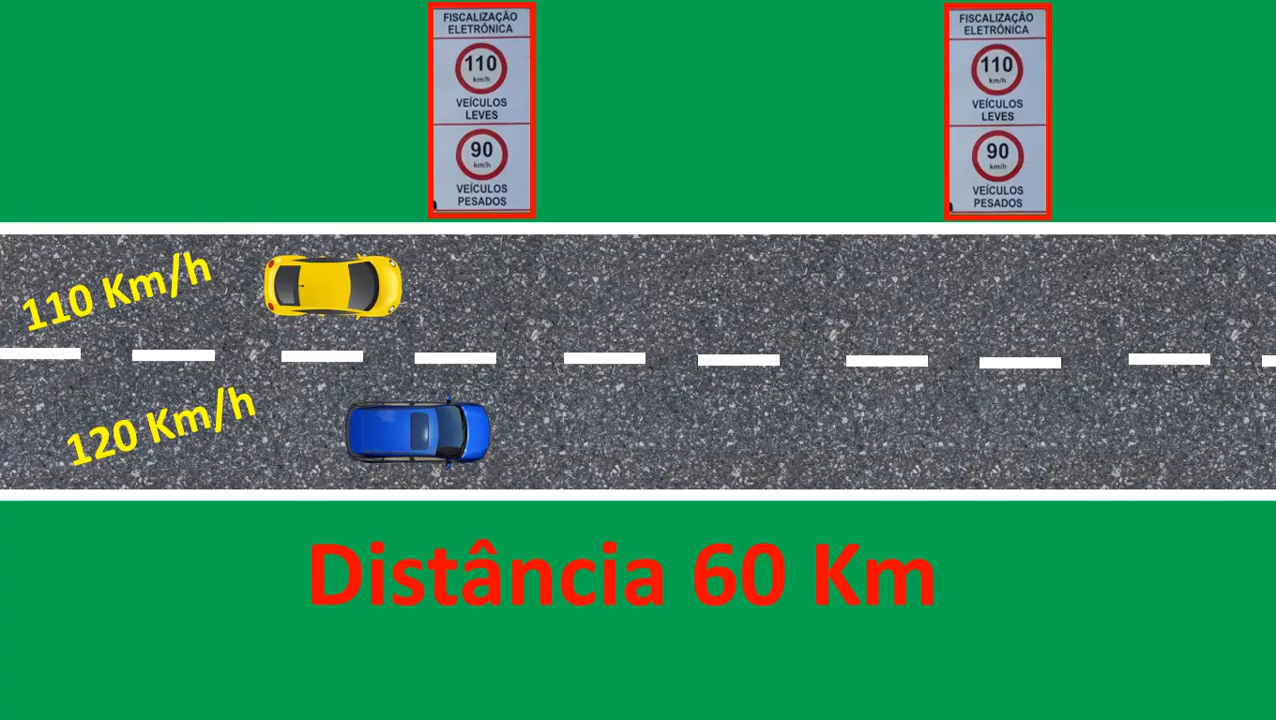 FISCALIZAÇÃO
ELETRÔNICA
110
km/h
VEÍCULOS
LEVES
90
km/h
VEÍCULOS
PESADOS
FISCALIZAÇÃO
ELETRÔNICA
110
km/h
VEÍCULOS
LEVES
90
km/h
VEÍCULOS
PESADOS
110 Km/h
120 Km/h
Distância 60 Km